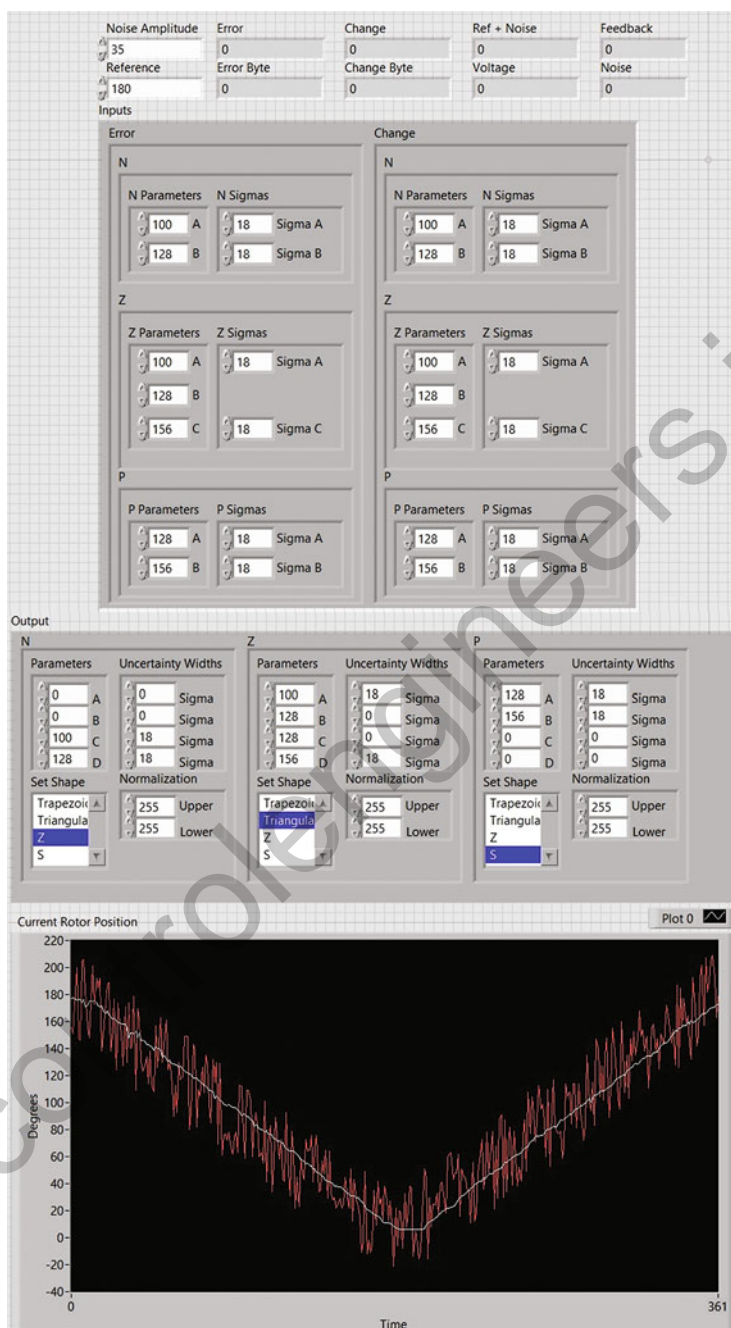 Noise Amplitude Error Change Ref + Noise Feedback
35 0 0 0 0
Reference Error Byte Change Byte Voltage Noise
180 0 0 0 0
Inputs
Error Change
N N
N Parameters N Sigmas N Parameters N Sigmas
100 A 18 Sigma A 100 A 18 Sigma A
128 B 18 Sigma B 128 B 18 Sigma B
Z Z
Z Parameters Z Sigmas Z Parameters Z Sigmas
100 A 18 Sigma A 100 A 18 Sigma A
128 B 128 B
156 C 18 Sigma C 156 C 18 Sigma C
P P
P Parameters P Sigmas P Parameters P Sigmas
128 A 18 Sigma A 128 A 18 Sigma A
156 B 18 Sigma B 156 B 18 Sigma B
Output
N Z P
Parameters Uncertainty Widths Parameters Uncertainty Widths Parameters Uncertainty Widths
0 A 0 Sigma 100 A 18 Sigma 128 A 18 Sigma
0 B 0 Sigma 128 B 0 Sigma 156 B 18 Sigma
100 C 18 Sigma 128 C 0 Sigma 0 C 0 Sigma
128 D 18 Sigma 156 D 18 Sigma 0 D 0 Sigma
Set Shape Normalization Set Shape Normalization Set Shape Normalization
Trapezoi 255 Upper Trapezoi 255 Upper Trapezoi 255 Upper
Triangula 255 Lower Triangula 255 Lower Triangula 255 Lower
Z Z Z
S S S
Current Rotor Position Plot 0
220
200
180
160
140
120
100
80
60
40
20
0
-20
-40
Degrees
0 361
Time
controlengineers.i